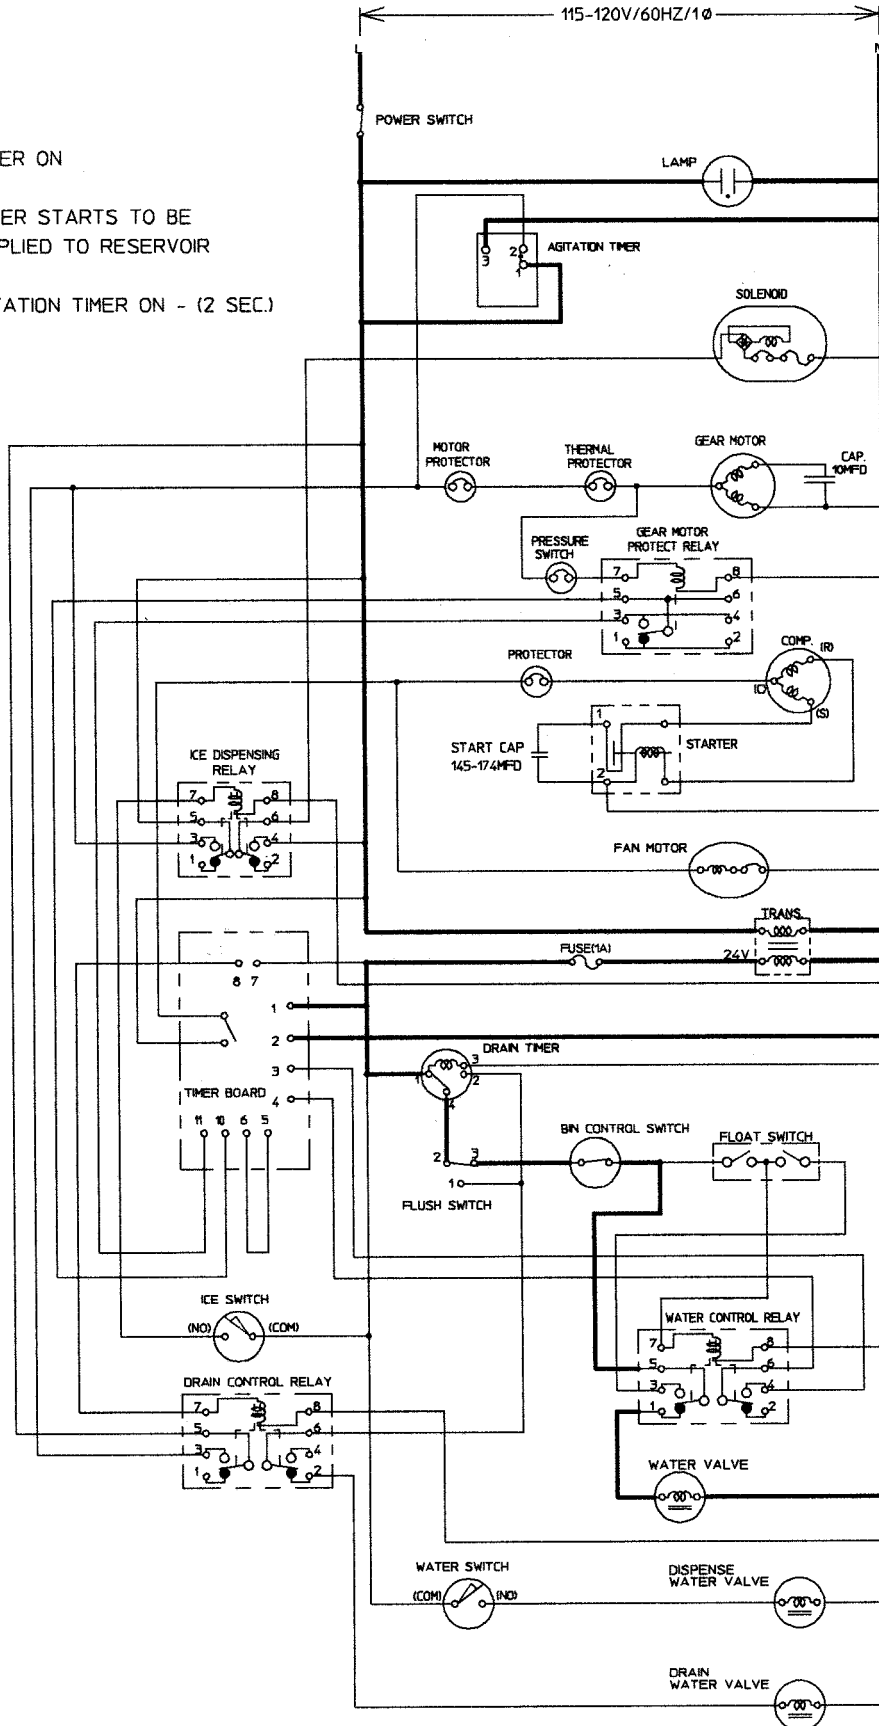 115-120V/60HZ/1Ø
L
POWER SWITCH
ER ON
LAMP
ER STARTS TO BE
PPLIED TO RESERVOIR
AGITATION TIMER
3
2
1
TATION TIMER ON - (2 SEC.)
SOLENOID
MOTOR
PROTECTOR
THERMAL
PROTECTOR
GEAR MOTOR
CAP.
10MFD
PRESSURE
SWITCH
GEAR MOTOR
PROTECT RELAY
7 8
5 6
3 4
1 2
PROTECTOR
COMP.
(R)
(C)
(S)
START CAP
145-174MFD
1
2
STARTER
ICE DISPENSING
RELAY
7 8
5 6
3 4
1 2
FAN MOTOR
TRANS.
FUSE(1A)
24V
8 7
1
2
3
4
TIMER BOARD
11 10 6 5
DRAIN TIMER
1
3
2
4
BIN CONTROL SWITCH
FLOAT SWITCH
2 3
1
FLUSH SWITCH
ICE SWITCH
(NO) (COM)
WATER CONTROL RELAY
7 8
5 6
3 4
1 2
DRAIN CONTROL RELAY
7 8
5 6
3 4
1 2
WATER VALVE
WATER SWITCH
(COM) (NO)
DISPENSE
WATER VALVE
DRAIN
WATER VALVE